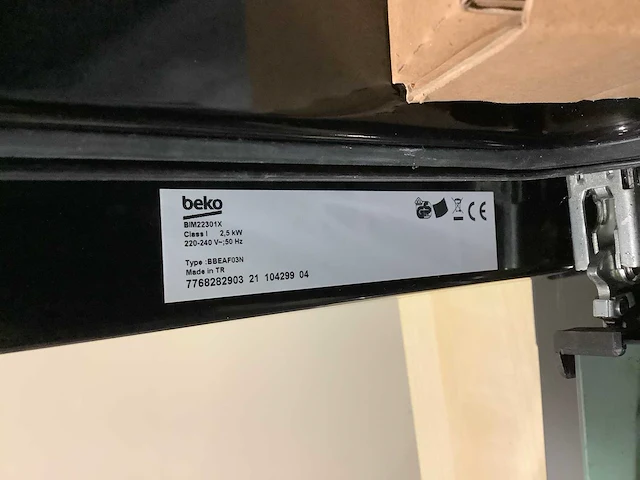 beko
BIM22301X
Class I 2,5 kW
220-240 V~;50 Hz
Type :BBEAF03N
Made in TR
7768282903 21 104299 04